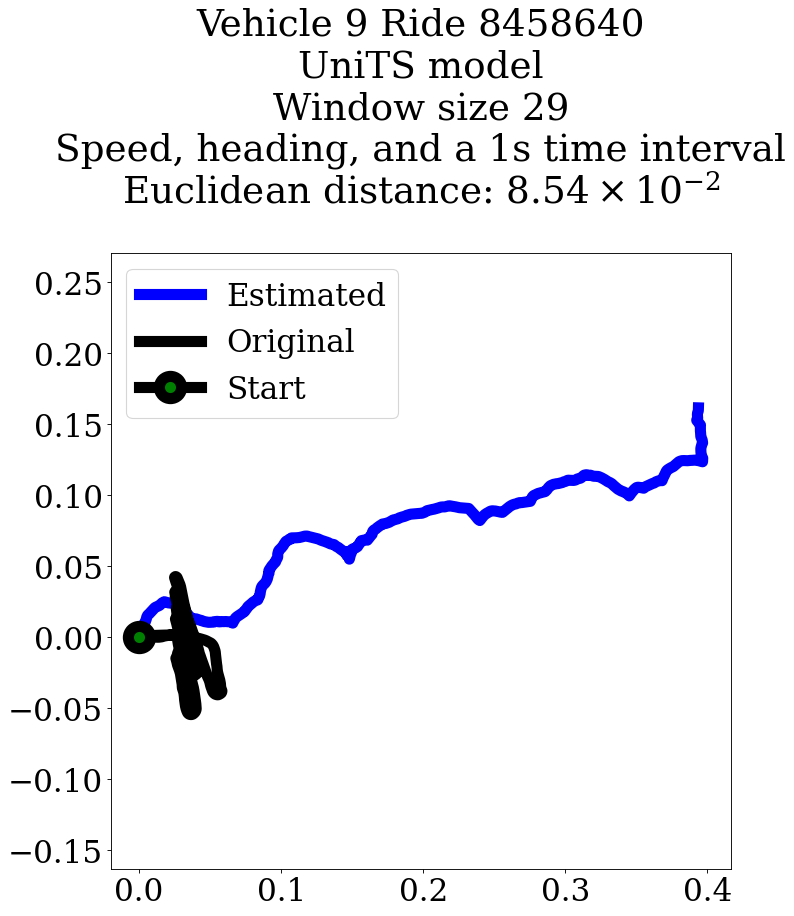 Vehicle 9 Ride 8458640
UniTS model
Window size 29
Speed, heading, and a 1s time interval
Euclidean distance: 8.54 × 10⁻²
Estimated
Original
Start
0.25
0.20
0.15
0.10
0.05
0.00
−0.05
−0.10
−0.15
0.0 0.1 0.2 0.3 0.4